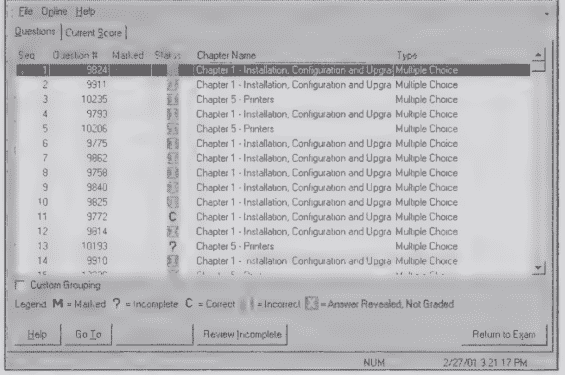 File Online Help
Questions Current Score
Seq Question # Marked Status Chapter Name Type
1 9824 Chapter 1 - Installation, Configuration and Upgra Multiple Choice
2 9911 Chapter 1 - Installation, Configuration and Upgra Multiple Choice
3 10235 Chapter 5 - Printers Multiple Choice
4 9793 Chapter 1 - Installation, Configuration and Upgra Multiple Choice
5 10206 Chapter 5 - Printers Multiple Choice
6 9775 Chapter 1 - Installation, Configuration and Upgra Multiple Choice
7 9862 Chapter 1 - Installation, Configuration and Upgra Multiple Choice
8 9758 Chapter 1 - Installation, Configuration and Upgra Multiple Choice
9 9840 Chapter 1 - Installation, Configuration and Upgra Multiple Choice
10 9825 Chapter 1 - Installation, Configuration and Upgra Multiple Choice
11 9772 C Chapter 1 - Installation, Configuration and Upgra Multiple Choice
12 9814 Chapter 1 - Installation, Configuration and Upgra Multiple Choice
13 10193 ? Chapter 5 - Printers Multiple Choice
14 9910 Chapter 1 - Installation Configuration and Upgra Multiple Choice
Custom Grouping
Legend M = Marked ? = Incomplete C = Correct = Incorrect = Answer Revealed, Not Graded
Help Go To Review Incomplete Return to Exam
NUM 2/27/01 3:21:17 PM